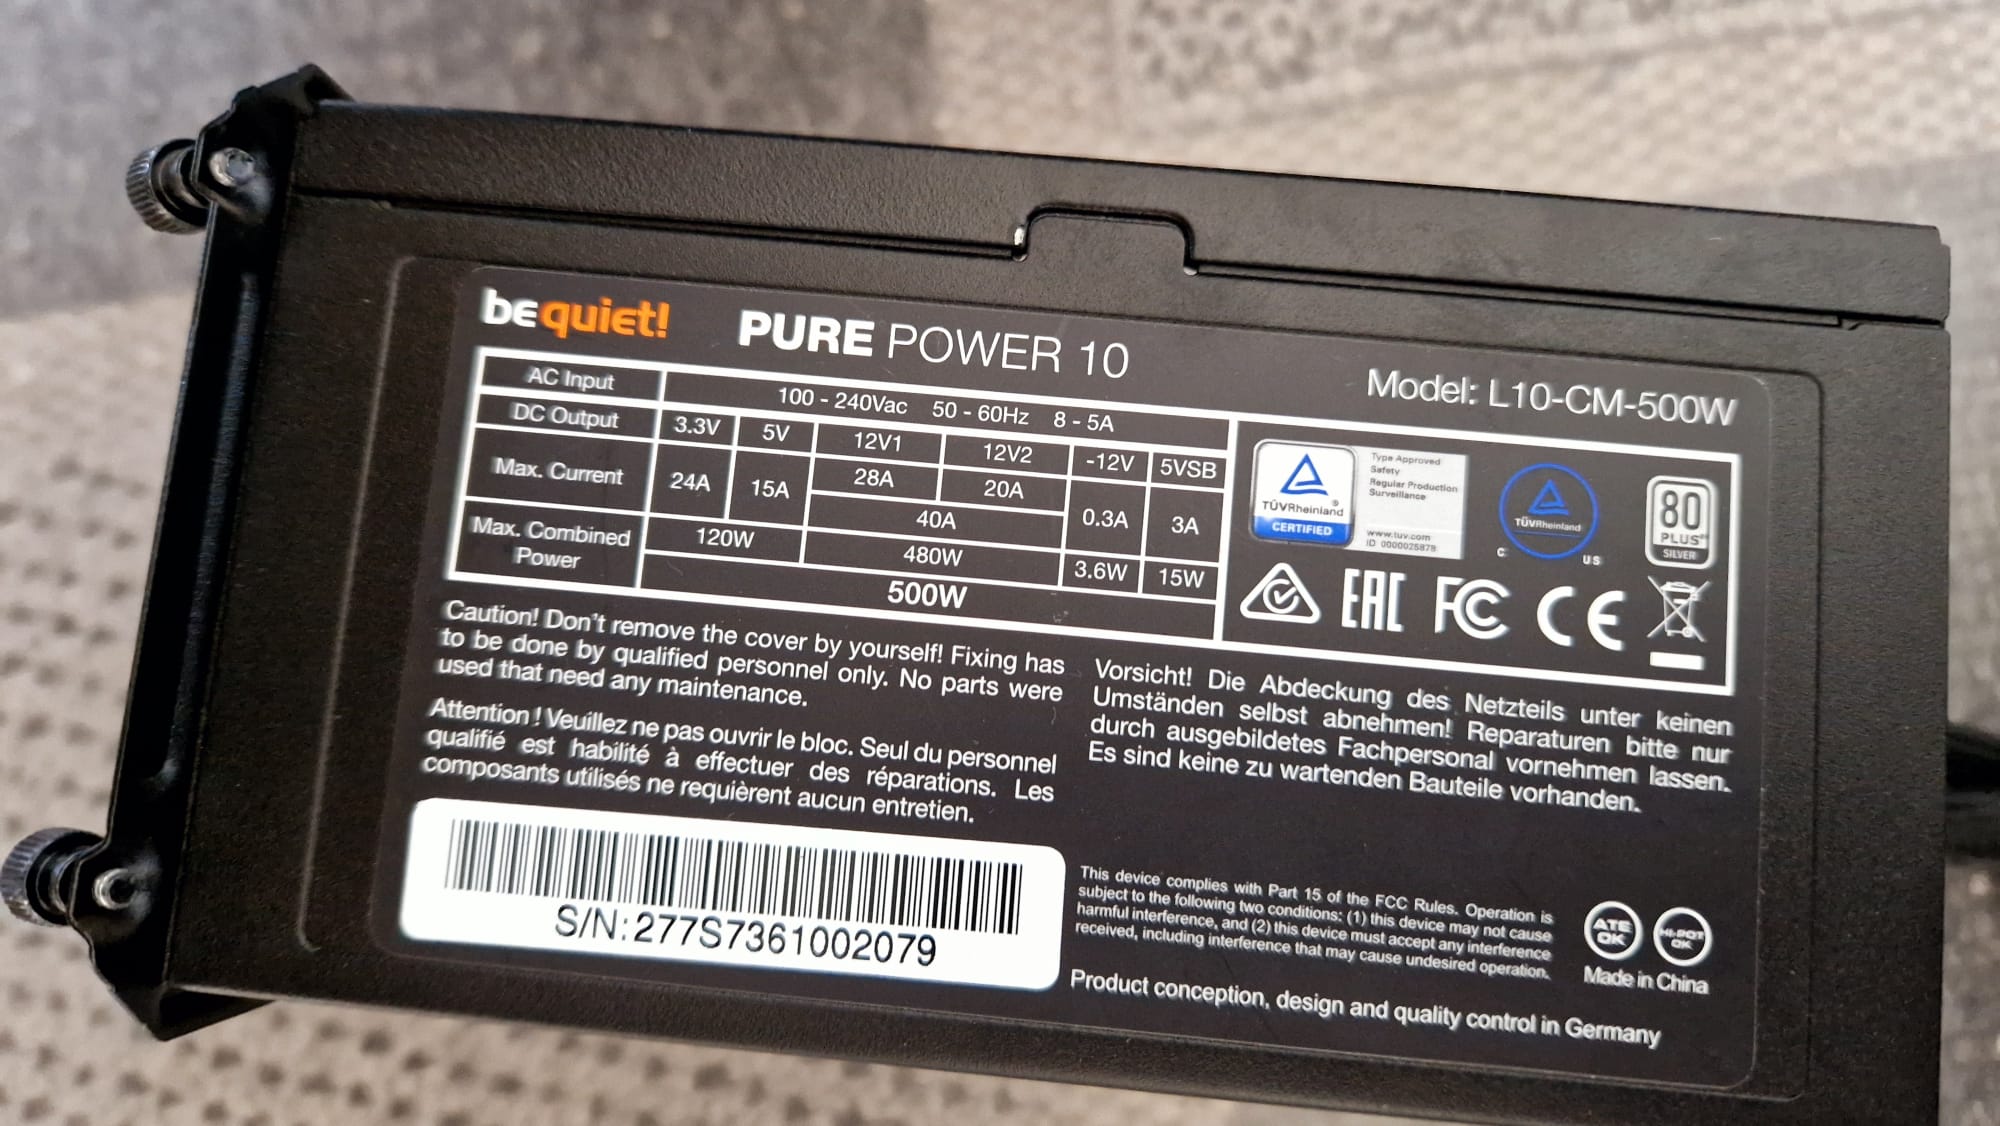 be quiet!
PURE POWER 10
Model: L10-CM-500W
AC Input 100 - 240Vac 50 - 60Hz 8 - 5A
DC Output 3.3V 5V 12V1 12V2 -12V 5VSB
Max. Current 24A 15A 28A 20A 0.3A 3A
40A
Max. Combined Power 120W 480W 3.6W 15W
500W
TÜVRheinland ®
CERTIFIED
Type Approved
Safety
Regular Production
Surveillance
www.tuv.com
ID 0000025878
TÜVRheinland
C US
80
PLUS®
SILVER
EAC FC CE
Caution! Don't remove the cover by yourself! Fixing has
to be done by qualified personnel only. No parts were
used that need any maintenance.
Attention ! Veuillez ne pas ouvrir le bloc. Seul du personnel
qualifié est habilité à effectuer des réparations. Les
composants utilisés ne requièrent aucun entretien.
Vorsicht! Die Abdeckung des Netzteils unter keinen
Umständen selbst abnehmen! Reparaturen bitte nur
durch ausgebildetes Fachpersonal vornehmen lassen.
Es sind keine zu wartenden Bauteile vorhanden.
S/N: 277S7361002079
This device complies with Part 15 of the FCC Rules. Operation is
subject to the following two conditions: (1) this device may not cause
harmful interference, and (2) this device must accept any interference
received, including interference that may cause undesired operation.
ATE
OK
HI-POT
OK
Made in China
Product conception, design and quality control in Germany